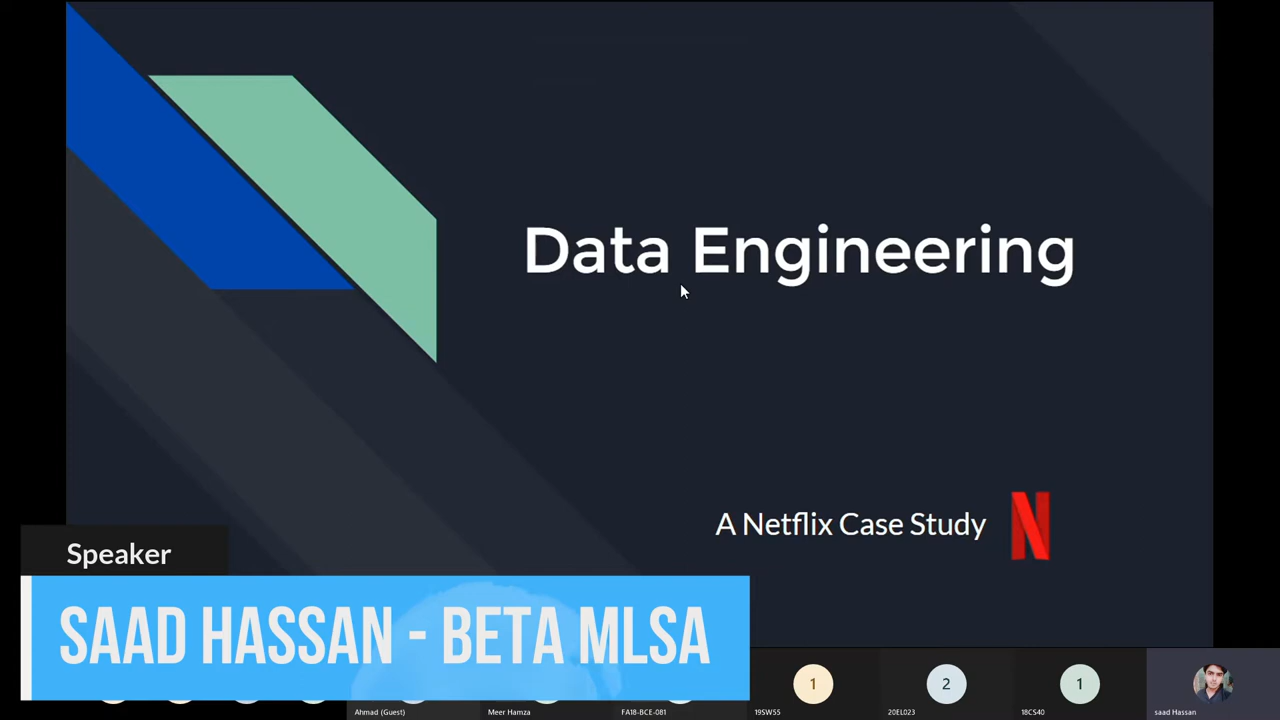 Data Engineering
A Netflix Case Study
N
Speaker
SAAD HASSAN - BETA MLSA
1
2
1
Ahmad (Guest)
Meer Hamza
FA18-BCE-081
19SW55
20EL023
18CS40
saad Hassan